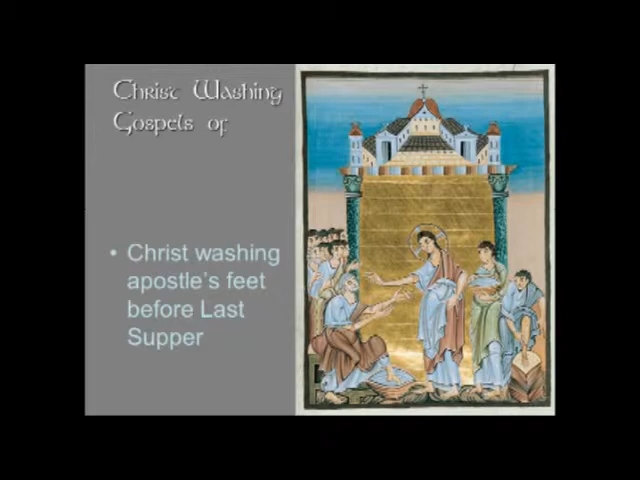 Christ Washing
Gospels of
• Christ washing
apostle's feet
before Last
Supper